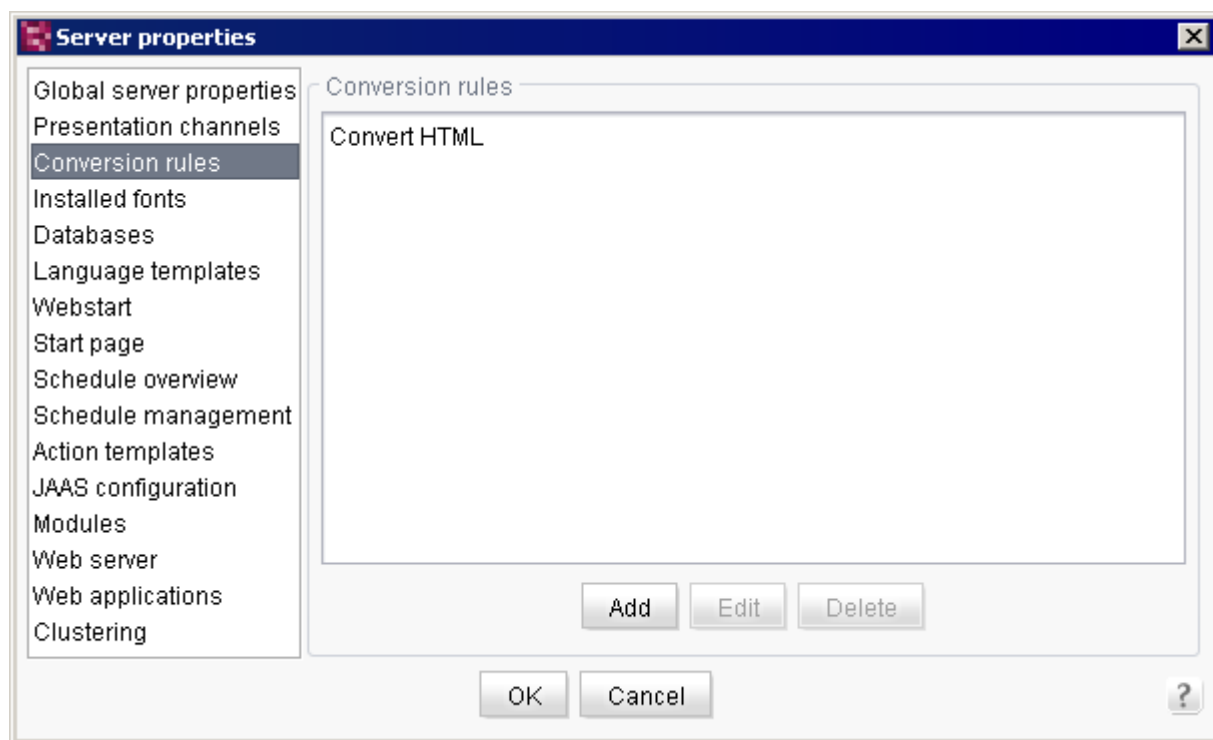 Server properties
Global server properties
Presentation channels
Conversion rules
Installed fonts
Databases
Language templates
Webstart
Start page
Schedule overview
Schedule management
Action templates
JAAS configuration
Modules
Web server
Web applications
Clustering
Conversion rules
Convert HTML
Add Edit Delete
OK Cancel ?